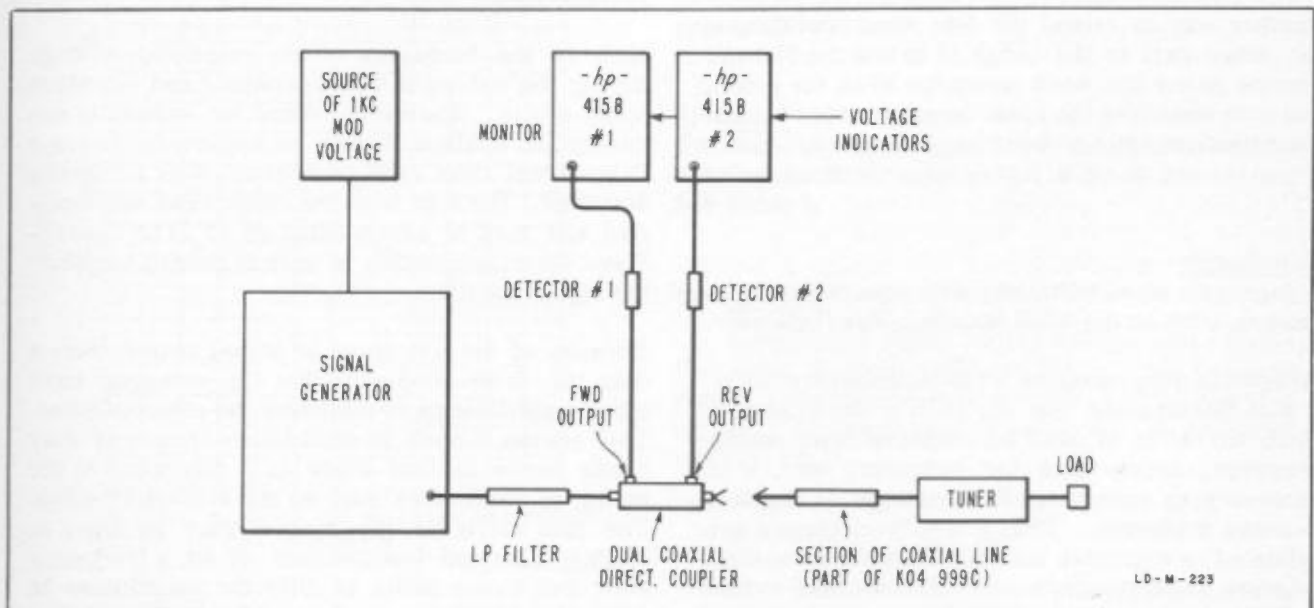 SOURCE
OF 1KC
MOD
VOLTAGE
MONITOR
-hp-
415B
#1
-hp-
415B
#2
VOLTAGE
INDICATORS
DETECTOR #1
DETECTOR #2
SIGNAL
GENERATOR
FWD
OUTPUT
REV
OUTPUT
LOAD
TUNER
LP FILTER
DUAL COAXIAL
DIRECT. COUPLER
SECTION OF COAXIAL LINE
(PART OF K04 999C)
LD-M-223